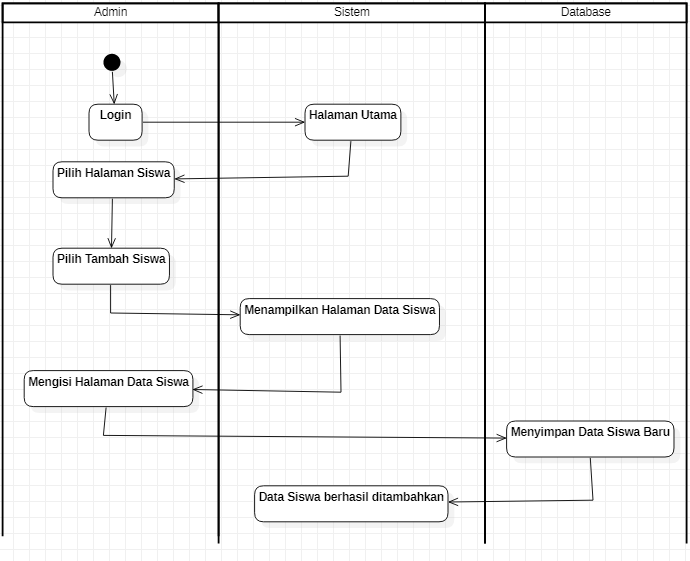 Admin
Sistem
Database
Login
Halaman Utama
Pilih Halaman Siswa
Pilih Tambah Siswa
Menampilkan Halaman Data Siswa
Mengisi Halaman Data Siswa
Menyimpan Data Siswa Baru
Data Siswa berhasil ditambahkan